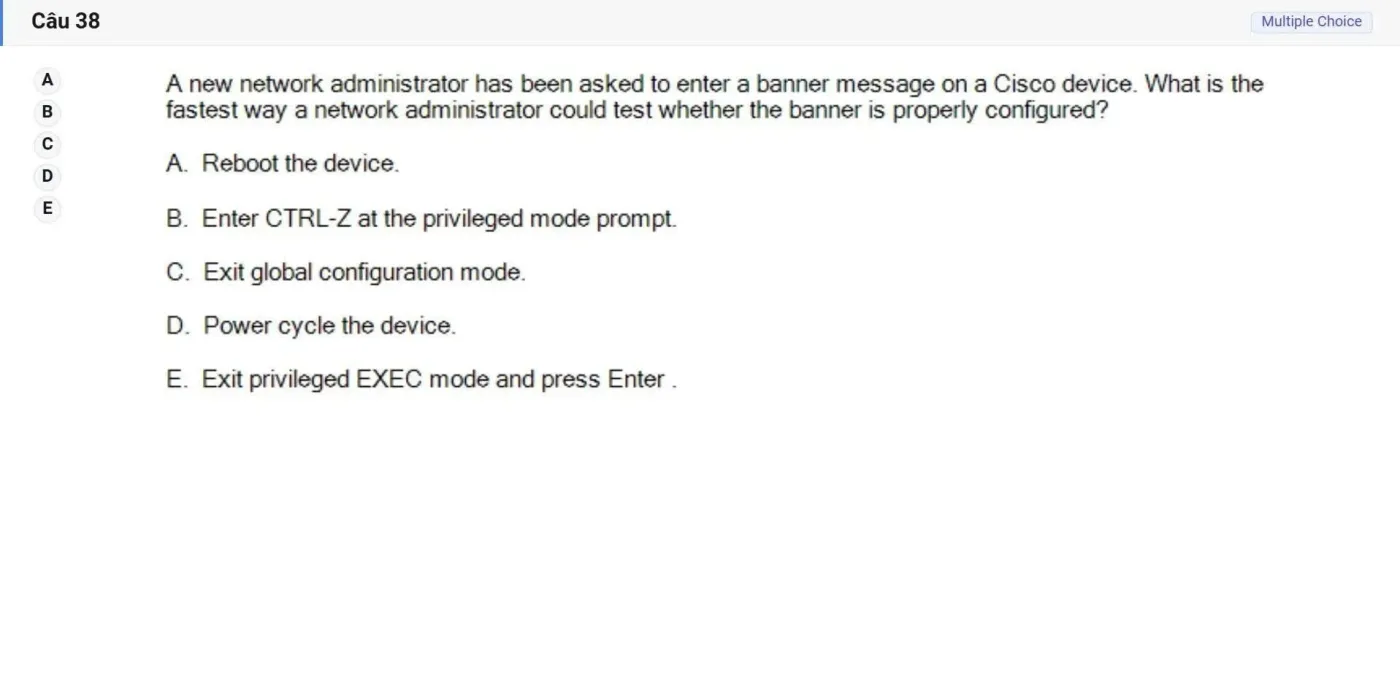 Câu 38
Multiple Choice
A
B
C
D
E
A new network administrator has been asked to enter a banner message on a Cisco device. What is the
fastest way a network administrator could test whether the banner is properly configured?
A. Reboot the device.
B. Enter CTRL-Z at the privileged mode prompt.
C. Exit global configuration mode.
D. Power cycle the device.
E. Exit privileged EXEC mode and press Enter .